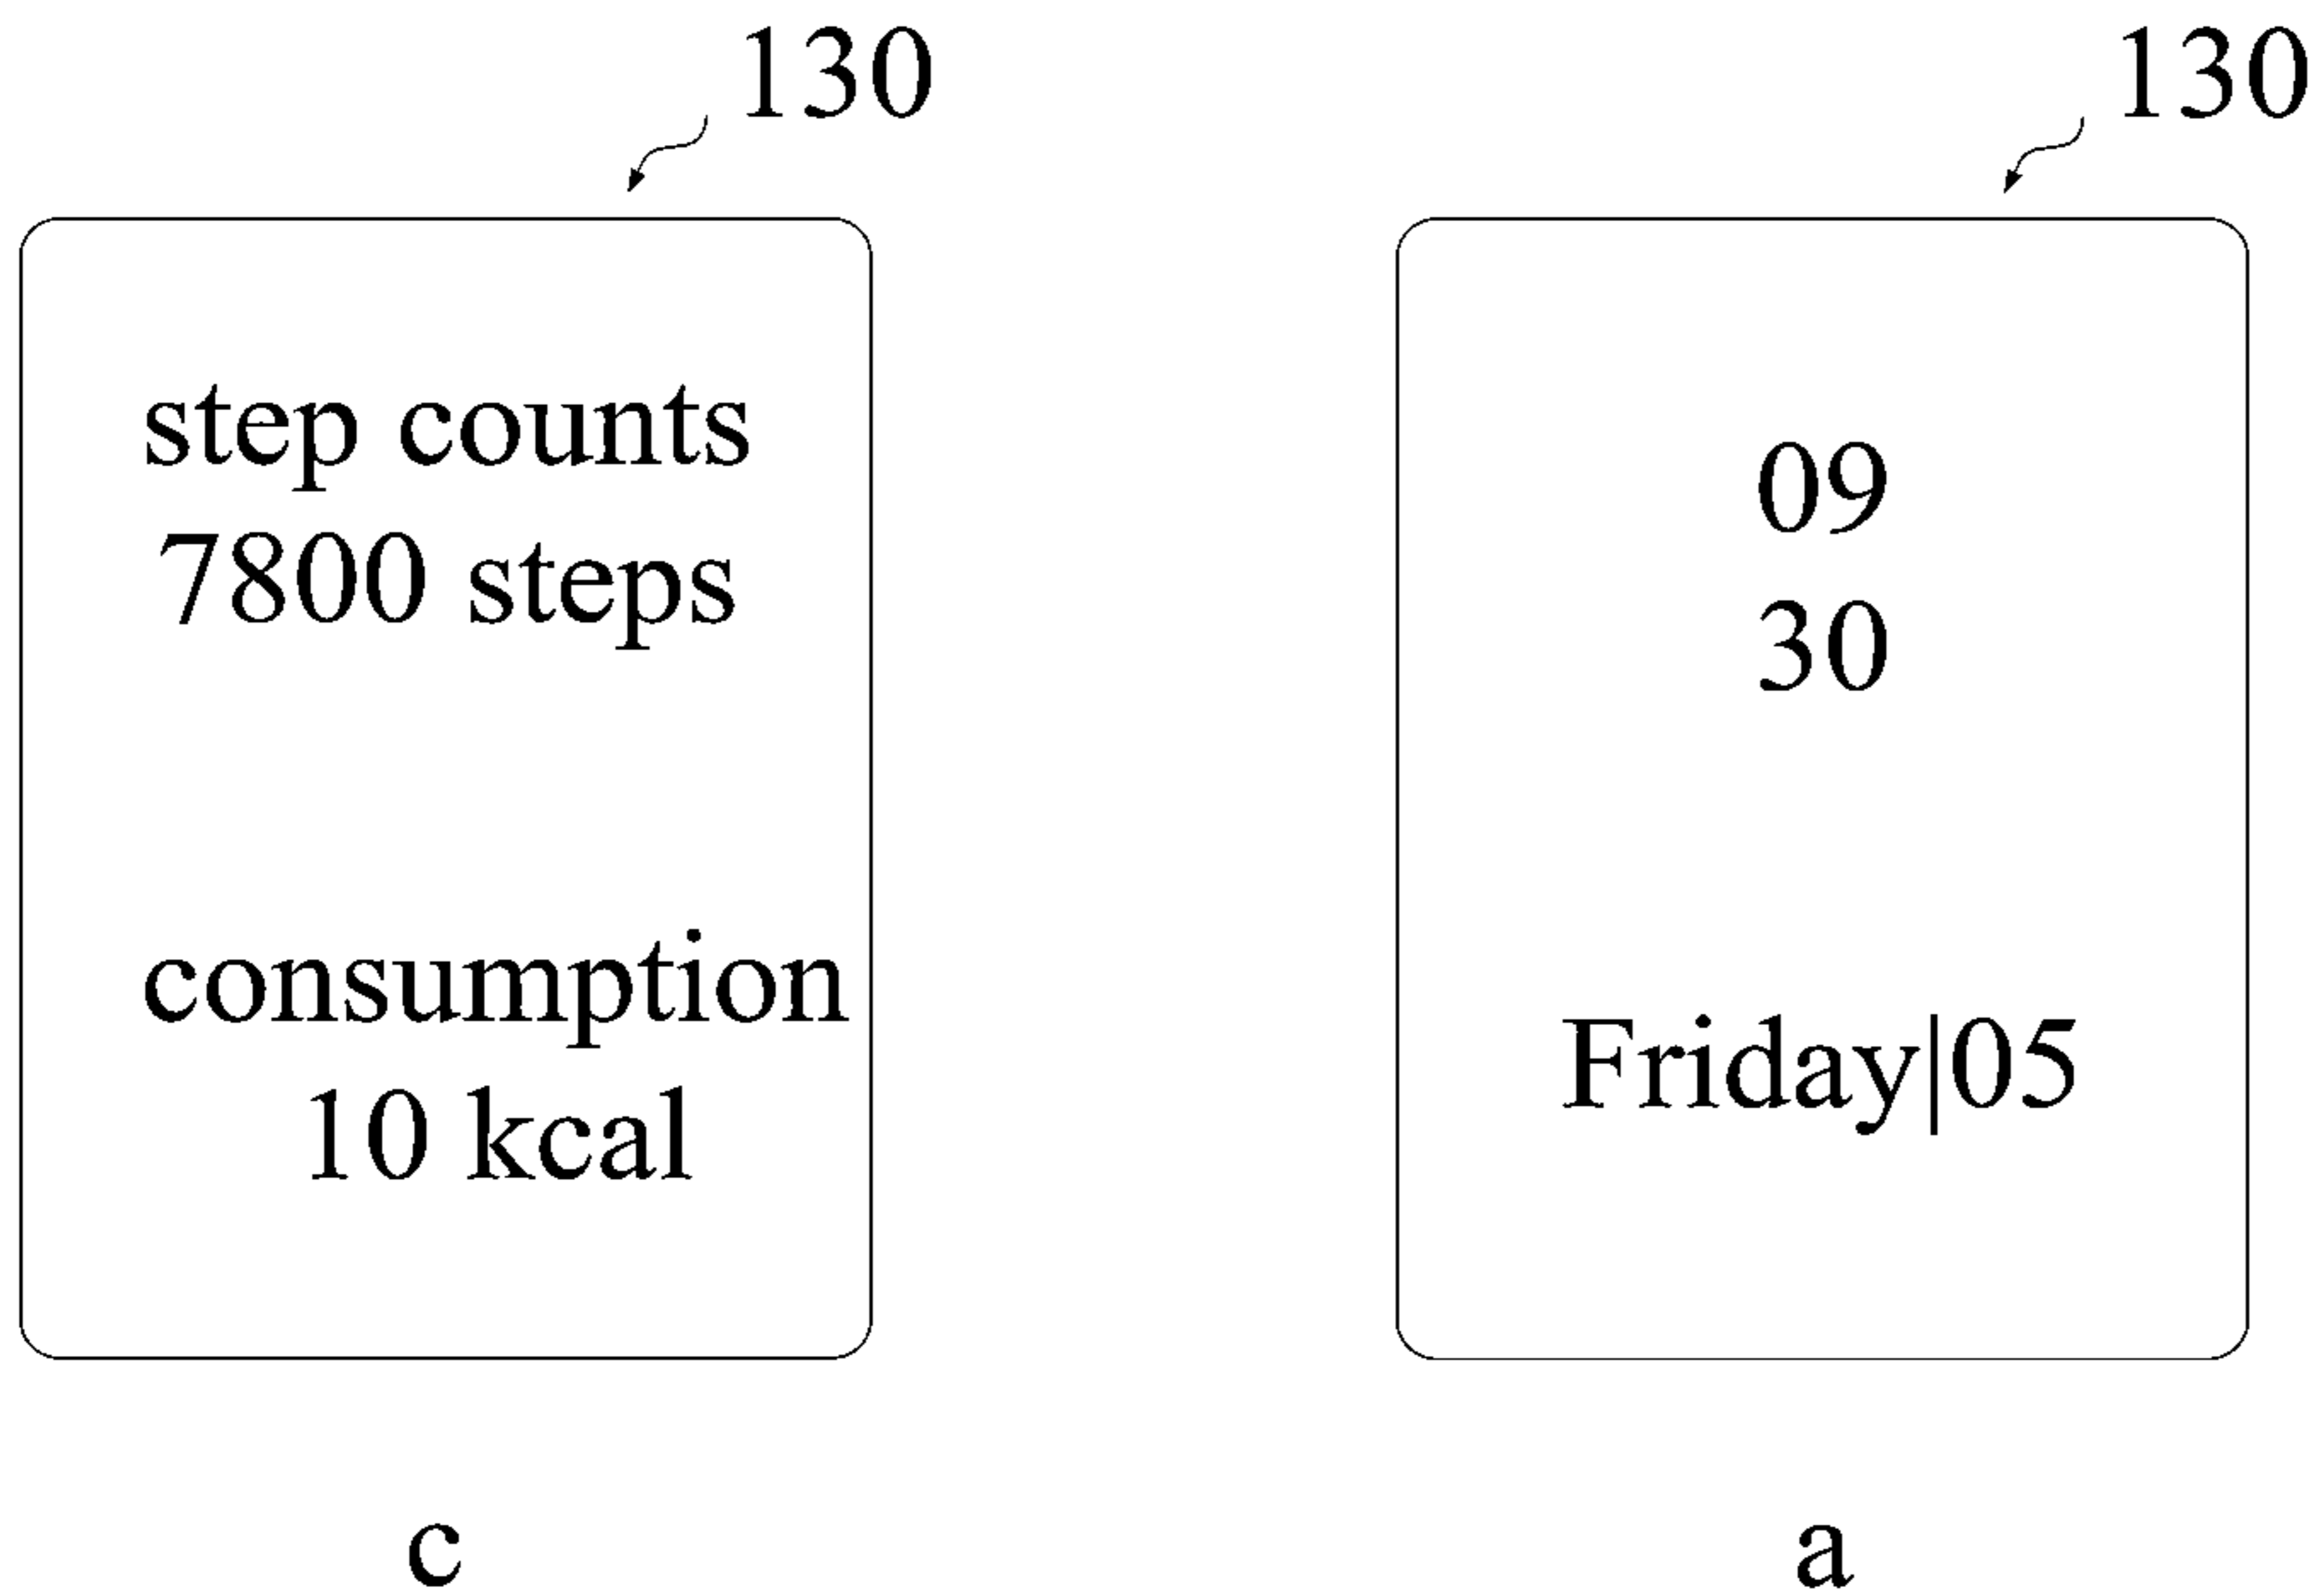 130
step counts
7800 steps
consumption
10 kcal
c
130
09
30
Friday|05
a